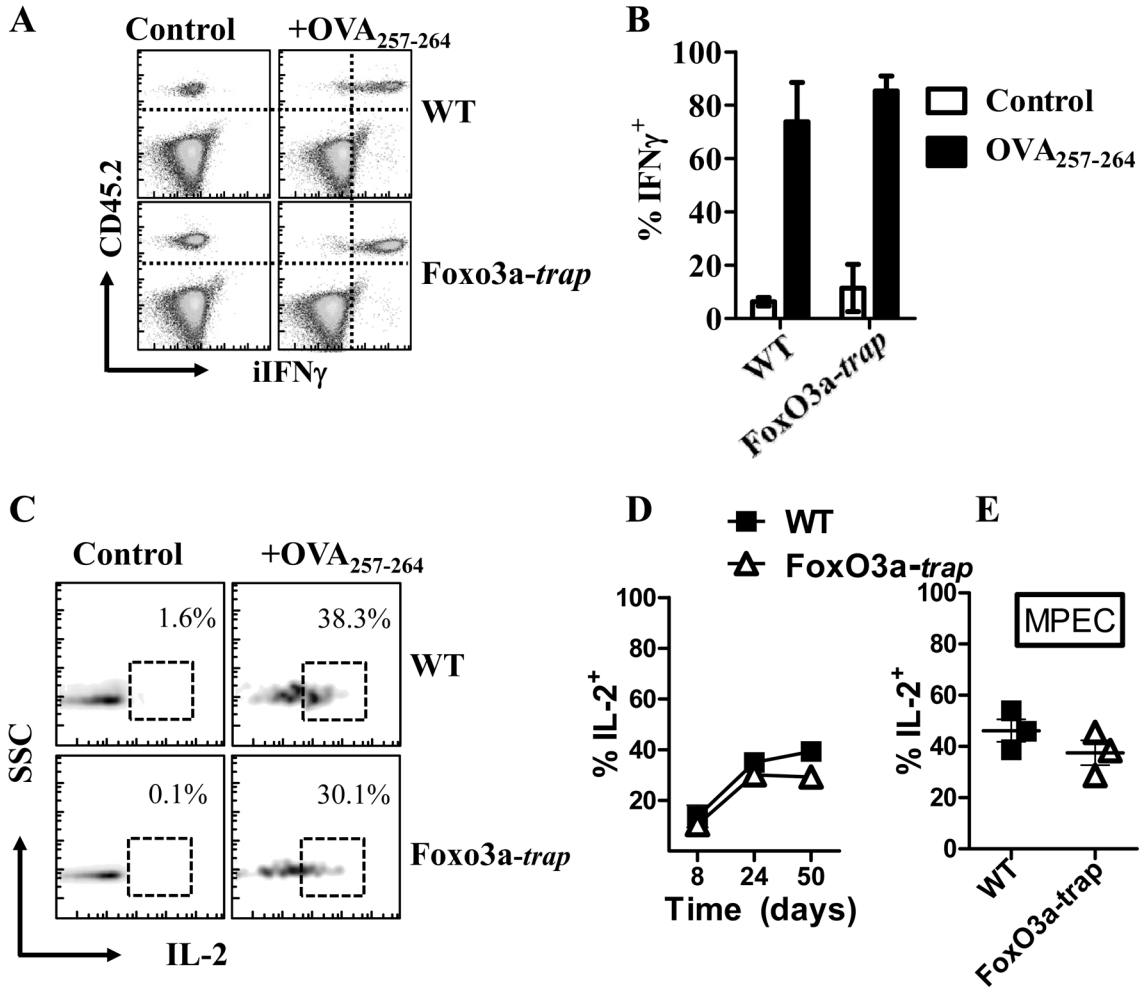 A
Control
+OVA257-264
WT
Foxo3a-trap
CD45.2
iIFNγ
B
100
80
60
40
20
0
% IFNγ+
Control
OVA257-264
WT
FoxO3a-trap
C
Control
+OVA257-264
1.6%
38.3%
WT
0.1%
30.1%
Foxo3a-trap
SSC
IL-2
D
WT
FoxO3a-trap
100
80
60
40
20
% IL-2+
8 24 50
Time (days)
E
MPEC
100
80
60
40
20
0
% IL-2+
WT
FoxO3a-trap